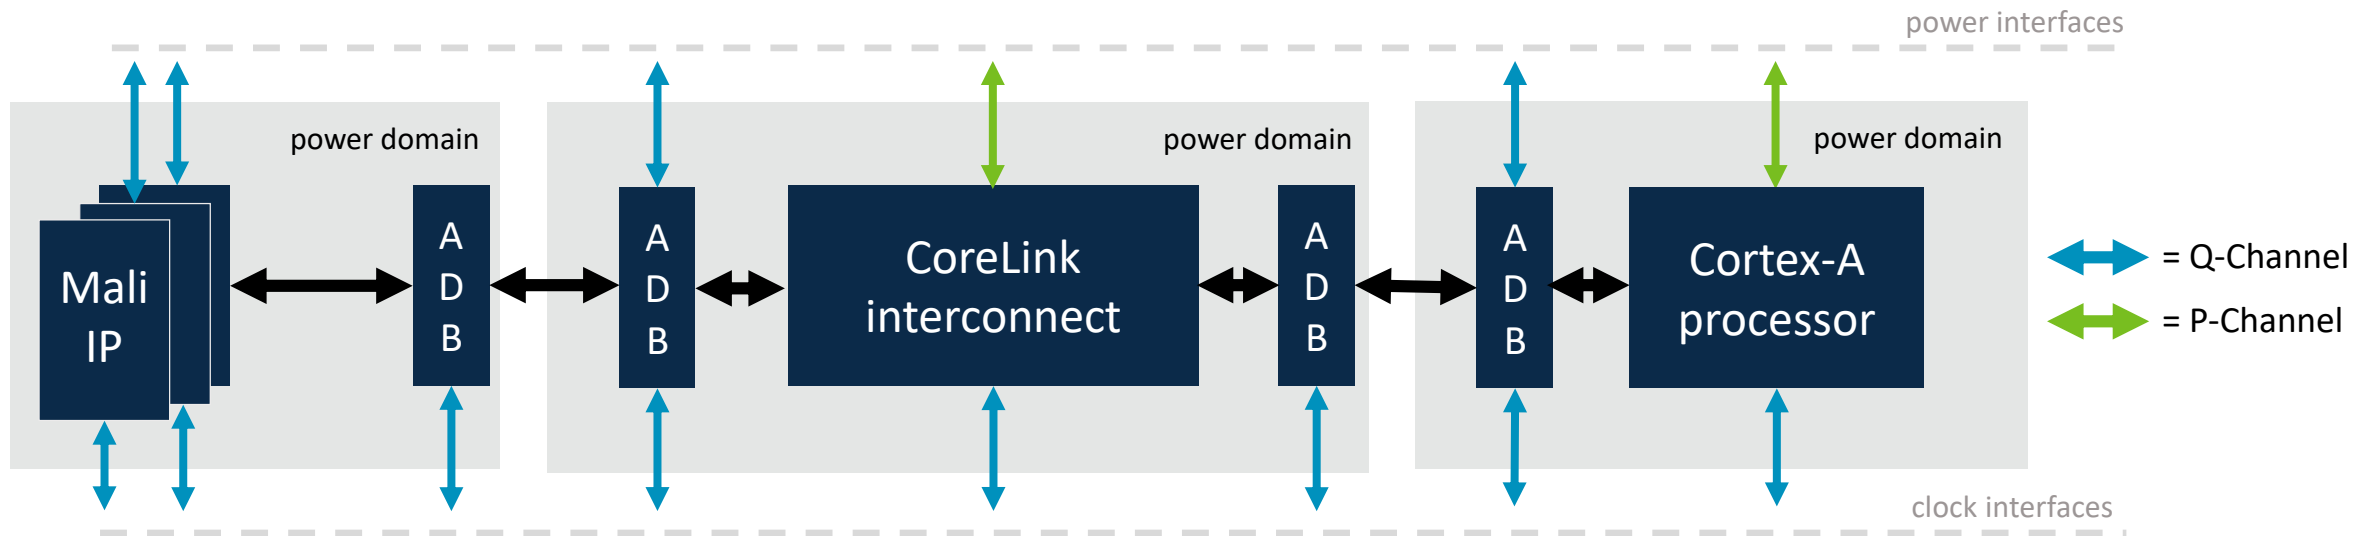 power interfaces
power domain
power domain
power domain
Mali
IP
A
D
B
A
D
B
CoreLink
interconnect
A
D
B
A
D
B
Cortex-A
processor
= Q-Channel
= P-Channel
clock interfaces